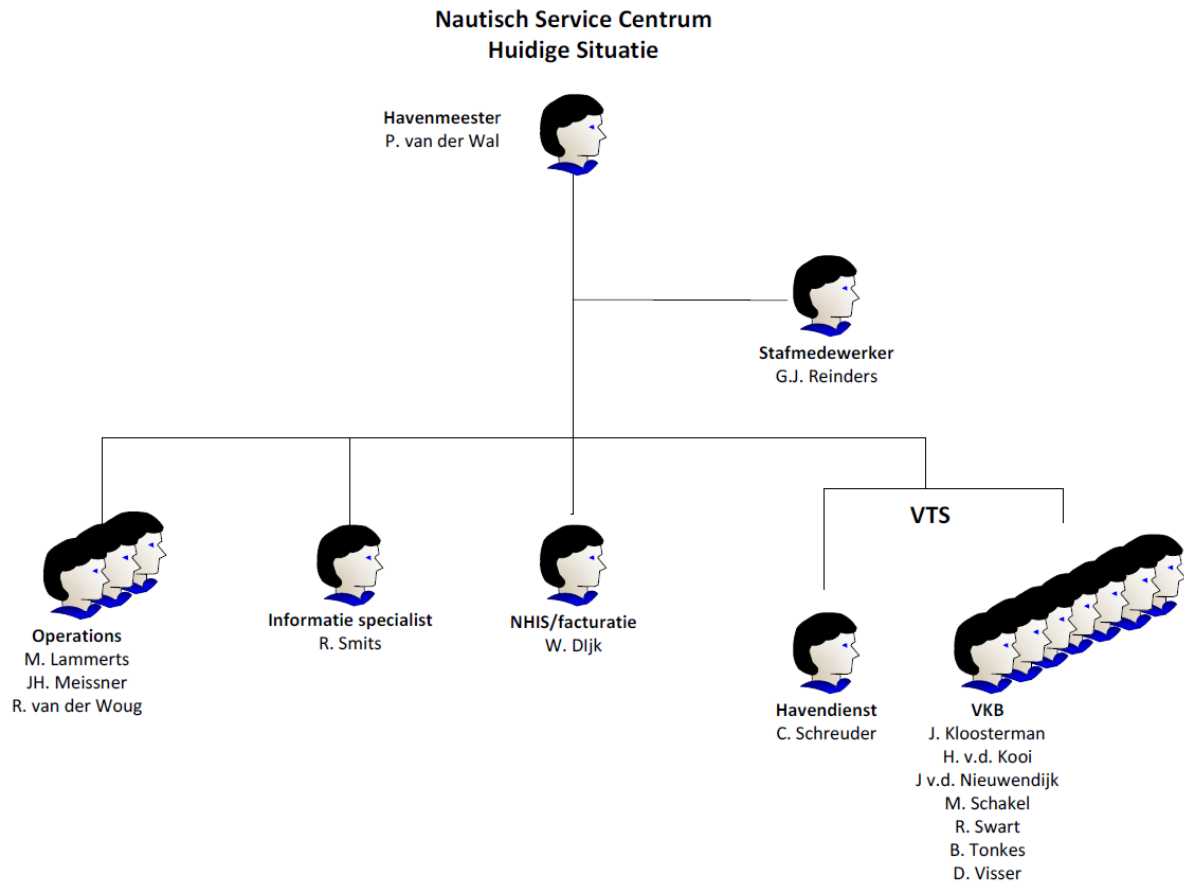 Nautisch Service Centrum
Huidige Situatie
Havenmeester
P. van der Wal
Stafmedewerker
G.J. Reinders
Operations
M. Lammerts
JH. Meissner
R. van der Woug
Informatie specialist
R. Smits
NHIS/facturatie
W. DIjk
VTS
Havendienst
C. Schreuder
VKB
J. Kloosterman
H. v.d. Kooi
J v.d. Nieuwendijk
M. Schakel
R. Swart
B. Tonkes
D. Visser